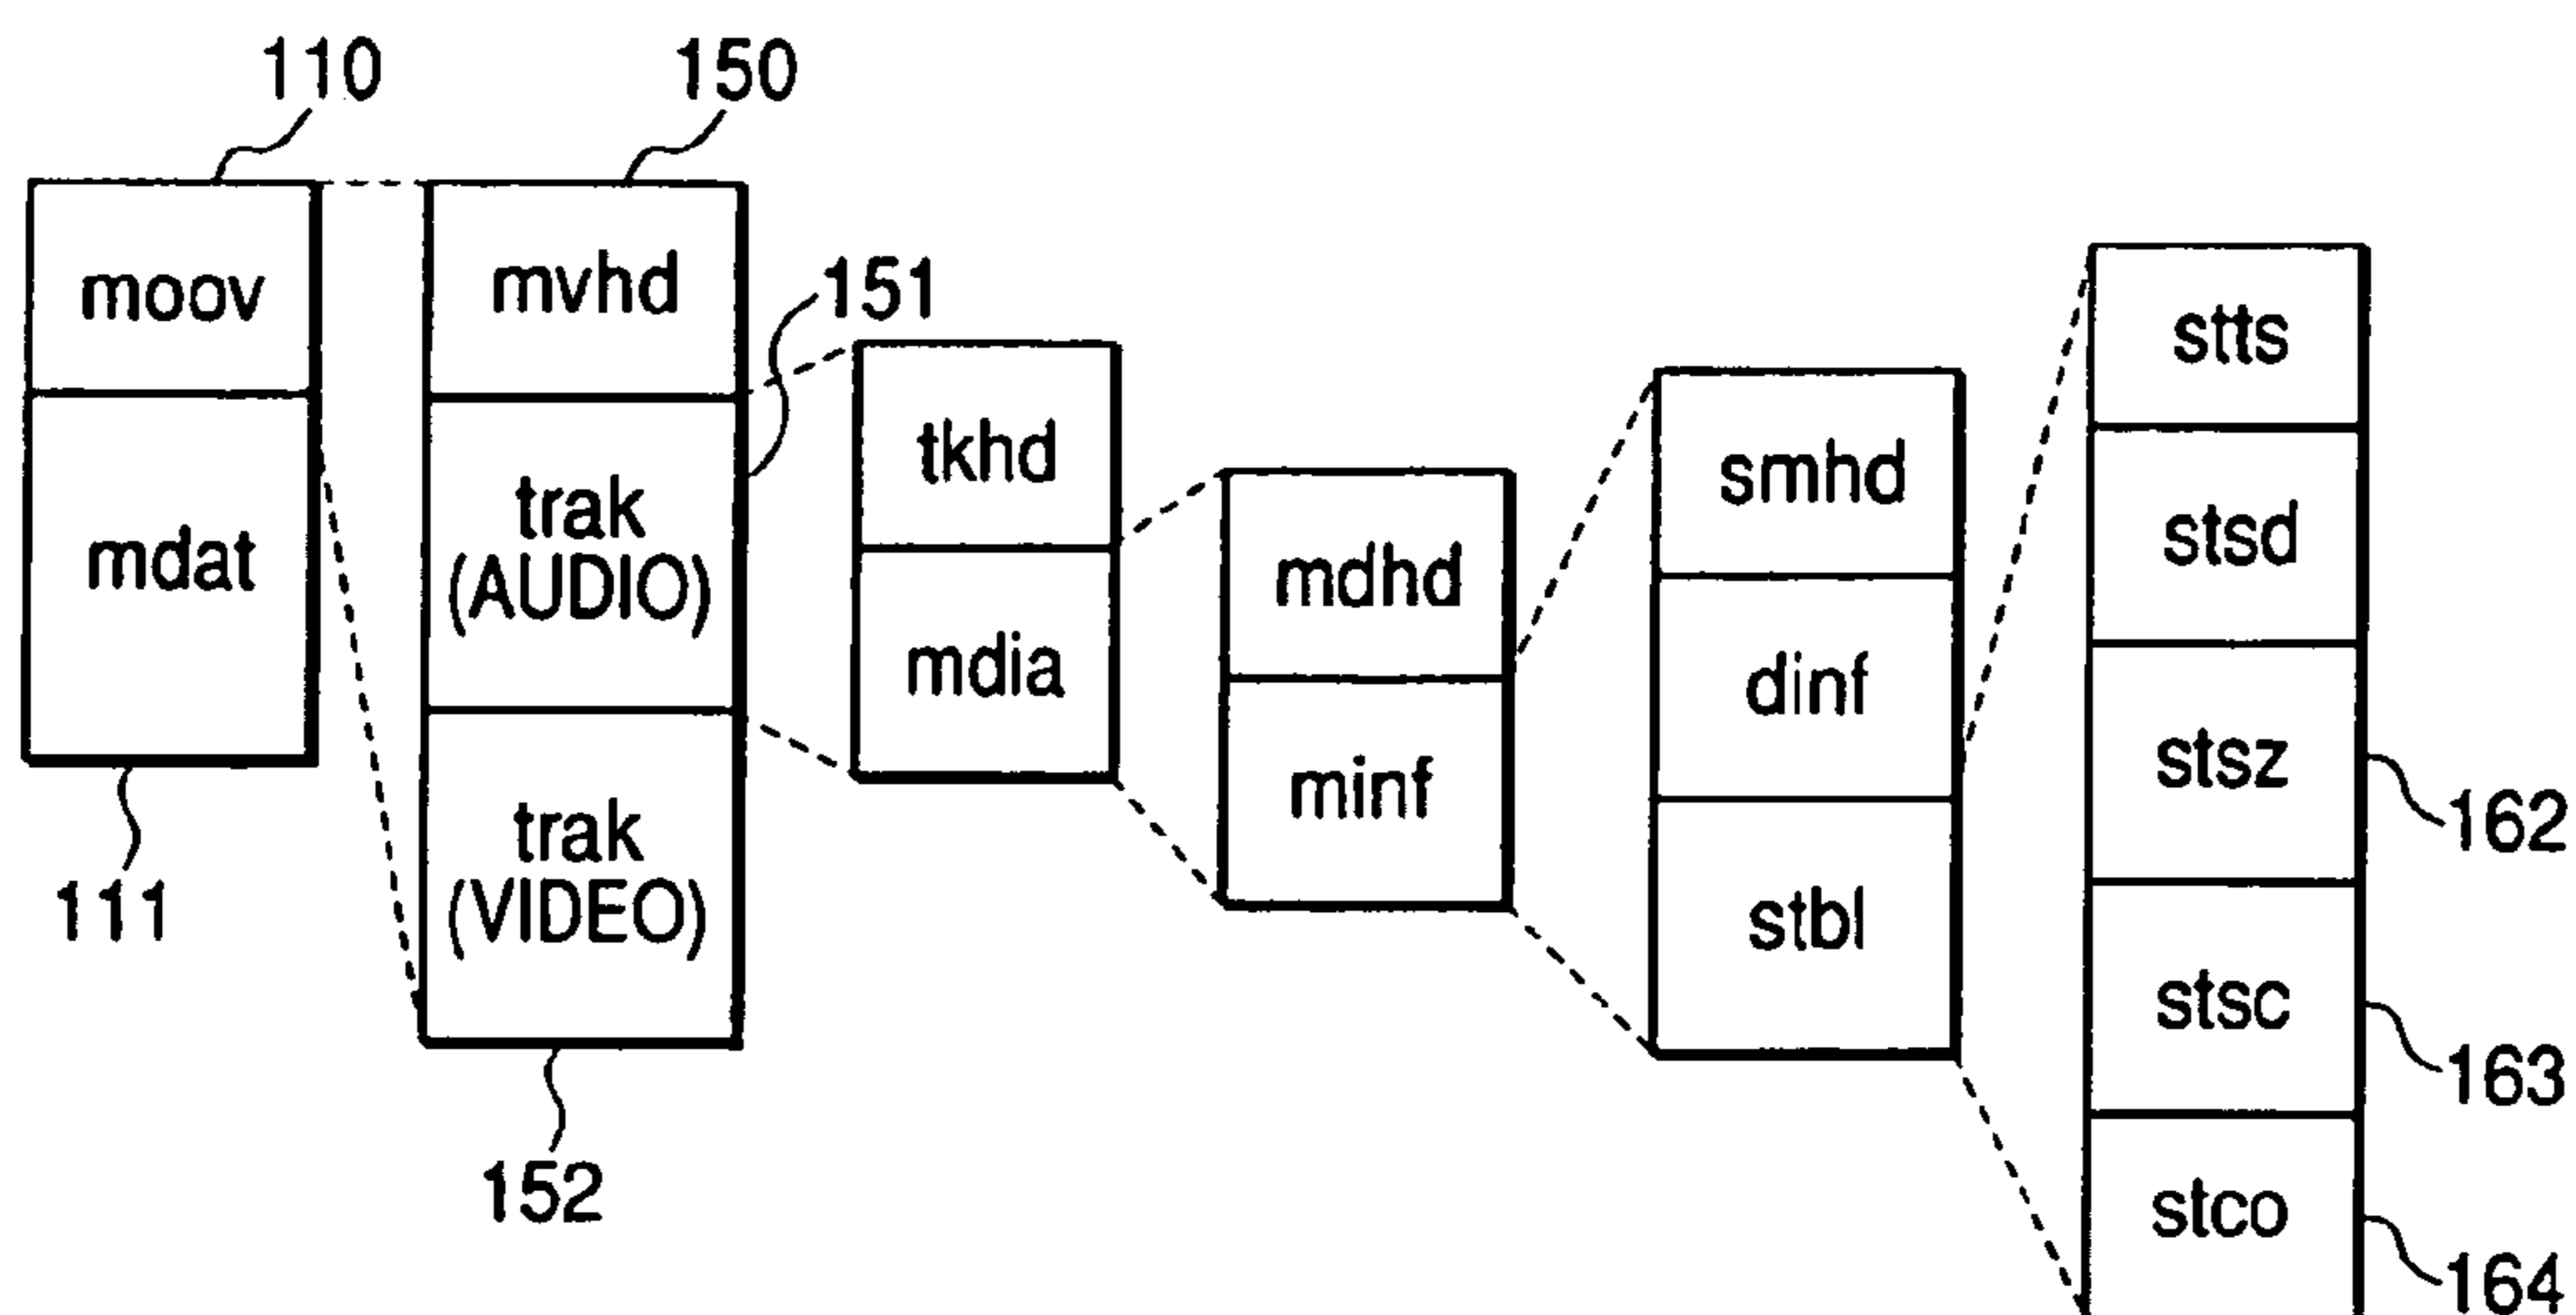 110
150
moov
mdat
111
mvhd
151
trak
(AUDIO)
trak
(VIDEO)
152
tkhd
mdia
mdhd
minf
smhd
dinf
stbl
stts
stsd
stsz
162
stsc
163
stco
164